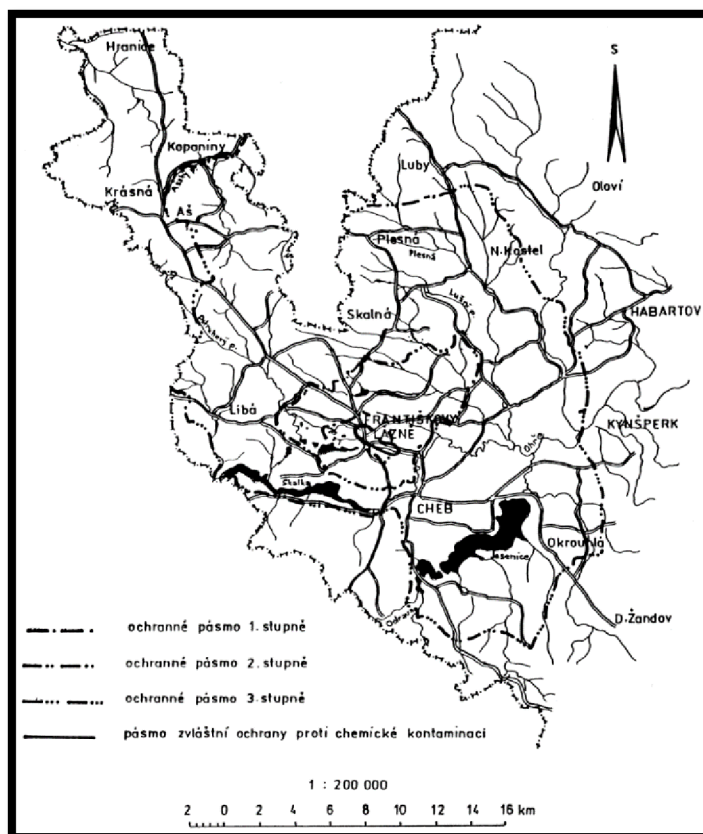 Hranice
S
Kopaniny
Luby
Krásná
Oloví
Aš
Plesná
Plesná
N. Kostel
Lužní p.
Skalná
HABARTOV
Libá
FRANTIŠKOVY
LÁZNĚ
KYNŠPERK
Ohře
Skalka
CHEB
Okrouhlá
Jesenice
Odrava
D. Žandov
ochranné pásmo 1. stupně
ochranné pásmo 2. stupně
ochranné pásmo 3. stupně
pásmo zvláštní ochrany proti chemické kontaminaci
1 : 200 000
2 0 2 4 6 8 10 12 14 16 km